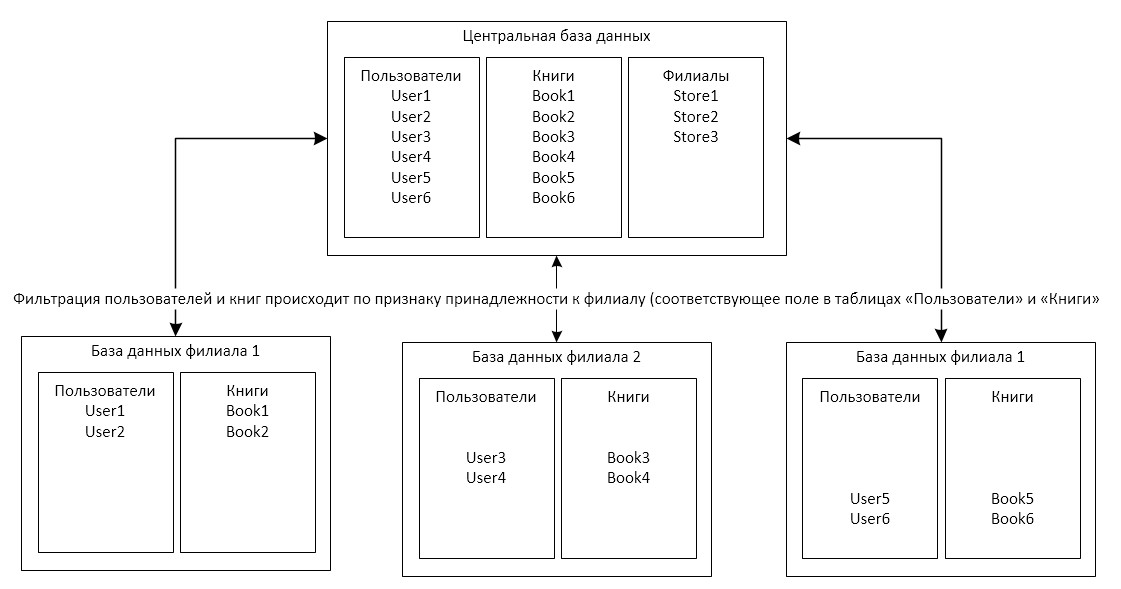 Центральная база данных
Пользователи
User1
User2
User3
User4
User5
User6
Книги
Book1
Book2
Book3
Book4
Book5
Book6
Филиалы
Store1
Store2
Store3
Фильтрация пользователей и книг происходит по признаку принадлежности к филиалу (соответствующее поле в таблицах «Пользователи» и «Книги»
База данных филиала 1
Пользователи
User1
User2
Книги
Book1
Book2
База данных филиала 2
Пользователи
User3
User4
Книги
Book3
Book4
База данных филиала 1
Пользователи
User5
User6
Книги
Book5
Book6